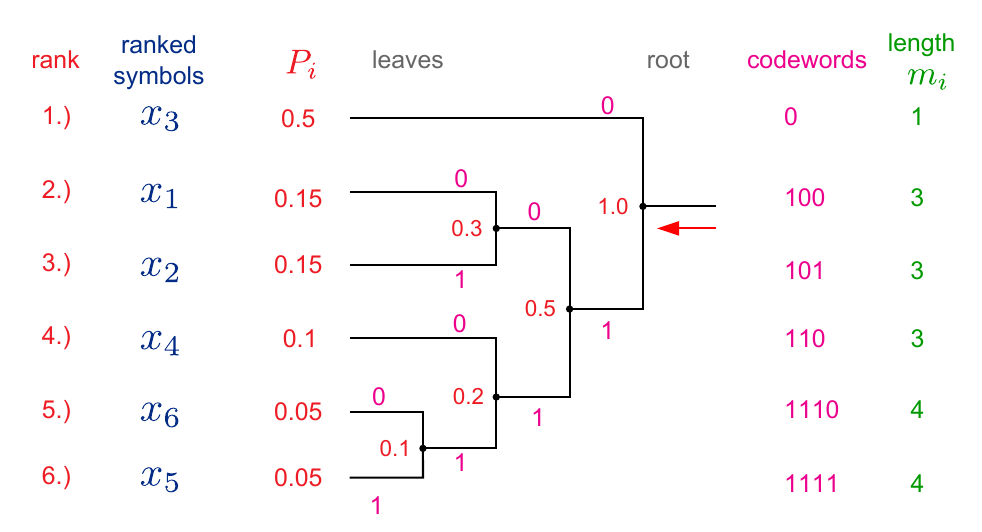 rank ranked symbols P_i leaves root codewords length m_i
1.) x_3 0.5 0 0 1
2.) x_1 0.15 0 0.3 0 1.0 100 3
3.) x_2 0.15 1 101 3
0.5
4.) x_4 0.1 0 1 110 3
5.) x_6 0.05 0 0.2 1 1110 4
0.1 1
6.) x_5 0.05 1 1111 4